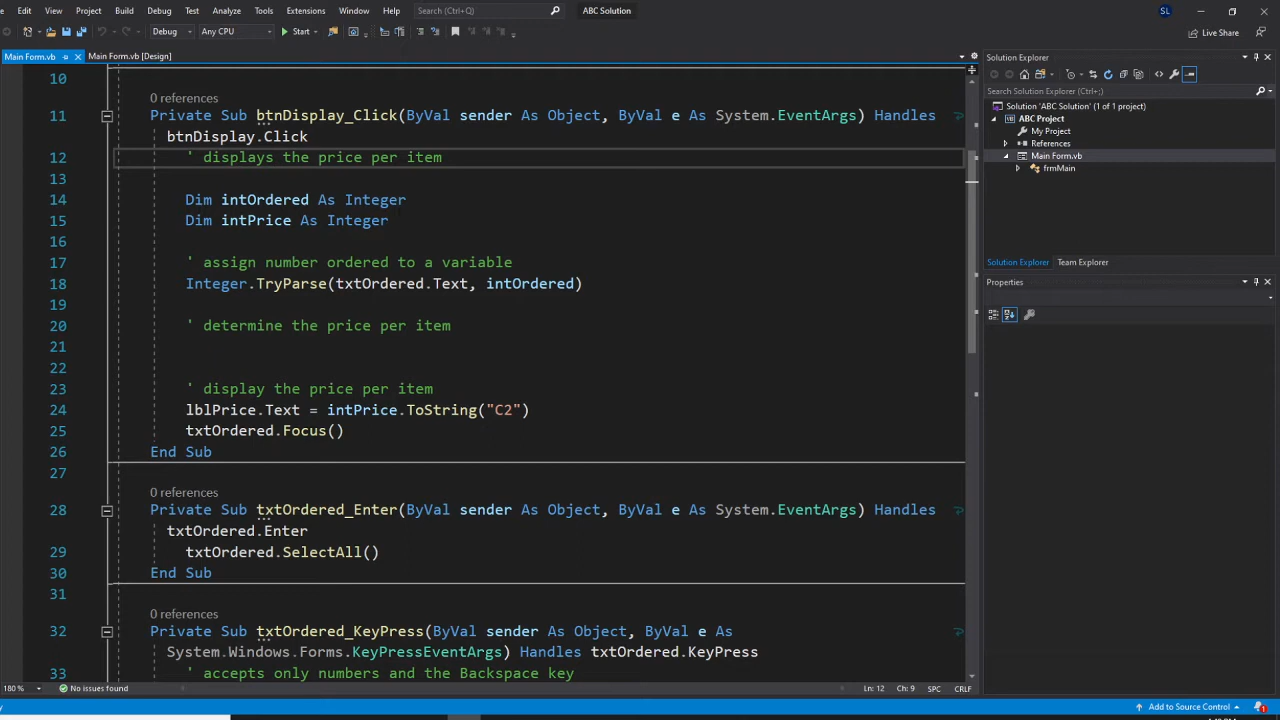 Edit View Project Build Debug Test Analyze Tools Extensions Window Help Search (Ctrl+Q) ABC Solution SL
Debug Any CPU Start Live Share
Main Form.vb Main Form.vb [Design]
10
0 references
11 Private Sub btnDisplay_Click(ByVal sender As Object, ByVal e As System.EventArgs) Handles
btnDisplay.Click
12 ' displays the price per item
13
14 Dim intOrdered As Integer
15 Dim intPrice As Integer
16
17 ' assign number ordered to a variable
18 Integer.TryParse(txtOrdered.Text, intOrdered)
19
20 ' determine the price per item
21
22
23 ' display the price per item
24 lblPrice.Text = intPrice.ToString("C2")
25 txtOrdered.Focus()
26 End Sub
27
0 references
28 Private Sub txtOrdered_Enter(ByVal sender As Object, ByVal e As System.EventArgs) Handles
txtOrdered.Enter
29 txtOrdered.SelectAll()
30 End Sub
31
0 references
32 Private Sub txtOrdered_KeyPress(ByVal sender As Object, ByVal e As
System.Windows.Forms.KeyPressEventArgs) Handles txtOrdered.KeyPress
33 ' accepts only numbers and the Backspace key
180 % No issues found Ln: 12 Ch: 9 SPC CRLF
Solution Explorer
Search Solution Explorer (Ctrl+;)
Solution 'ABC Solution' (1 of 1 project)
ABC Project
My Project
References
Main Form.vb
frmMain
Solution Explorer Team Explorer
Properties
Add to Source Control 1